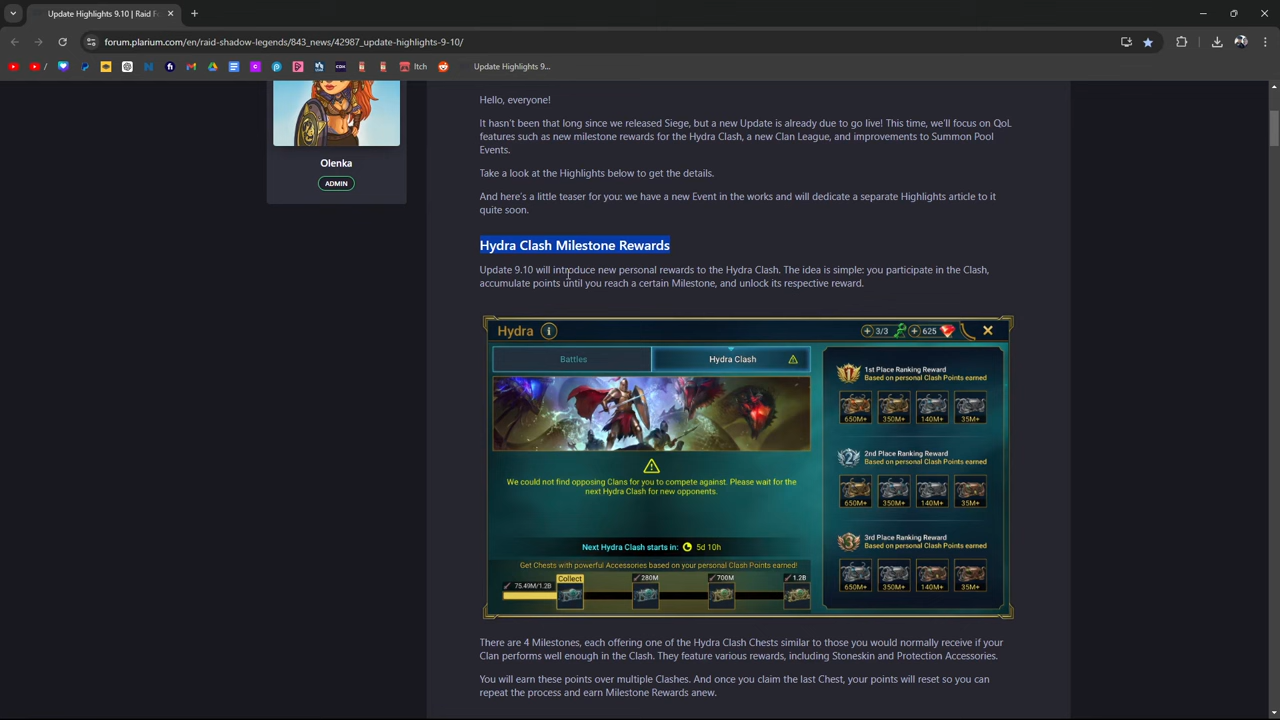 Update Highlights 9.10 | Raid F
forum.plarium.com/en/raid-shadow-legends/843_news/42987_update-highlights-9-10/
/
Itch
Update Highlights 9...
Olenka
ADMIN
Hello, everyone!
It hasn't been that long since we released Siege, but a new Update is already due to go live! This time, we'll focus on QoL
features such as new milestone rewards for the Hydra Clash, a new Clan League, and improvements to Summon Pool
Events.
Take a look at the Highlights below to get the details.
And here's a little teaser for you: we have a new Event in the works and will dedicate a separate Highlights article to it
quite soon.
Hydra Clash Milestone Rewards
Update 9.10 will introduce new personal rewards to the Hydra Clash. The idea is simple: you participate in the Clash,
accumulate points until you reach a certain Milestone, and unlock its respective reward.
Hydra
3/3
625
Battles
Hydra Clash
We could not find opposing Clans for you to compete against. Please wait for the
next Hydra Clash for new opponents.
Next Hydra Clash starts in: 5d 10h
Get Chests with powerful Accessories based on your personal Clash Points earned!
75.49M/1.2B
Collect
280M
700M
1.2B
1st Place Ranking Reward
Based on personal Clash Points earned
650M+
350M+
140M+
35M+
2nd Place Ranking Reward
Based on personal Clash Points earned
650M+
350M+
140M+
35M+
3rd Place Ranking Reward
Based on personal Clash Points earned
650M+
350M+
140M+
35M+
There are 4 Milestones, each offering one of the Hydra Clash Chests similar to those you would normally receive if your
Clan performs well enough in the Clash. They feature various rewards, including Stoneskin and Protection Accessories.
You will earn these points over multiple Clashes. And once you claim the last Chest, your points will reset so you can
repeat the process and earn Milestone Rewards anew.